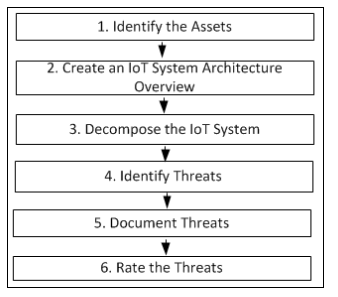 1. Identify the Assets
2. Create an IoT System Architecture
Overview
3. Decompose the IoT System
4. Identify Threats
5. Document Threats
6. Rate the Threats